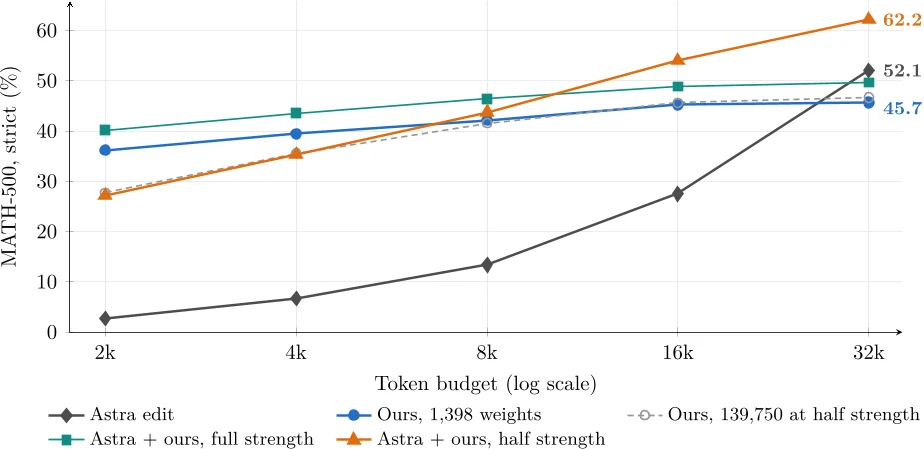 62.2
60
52.1
50
45.7
40
30
20
10
0
MATH-500, strict (%)
2k 4k 8k 16k 32k
Token budget (log scale)
Astra edit Ours, 1,398 weights Ours, 139,750 at half strength
Astra + ours, full strength Astra + ours, half strength